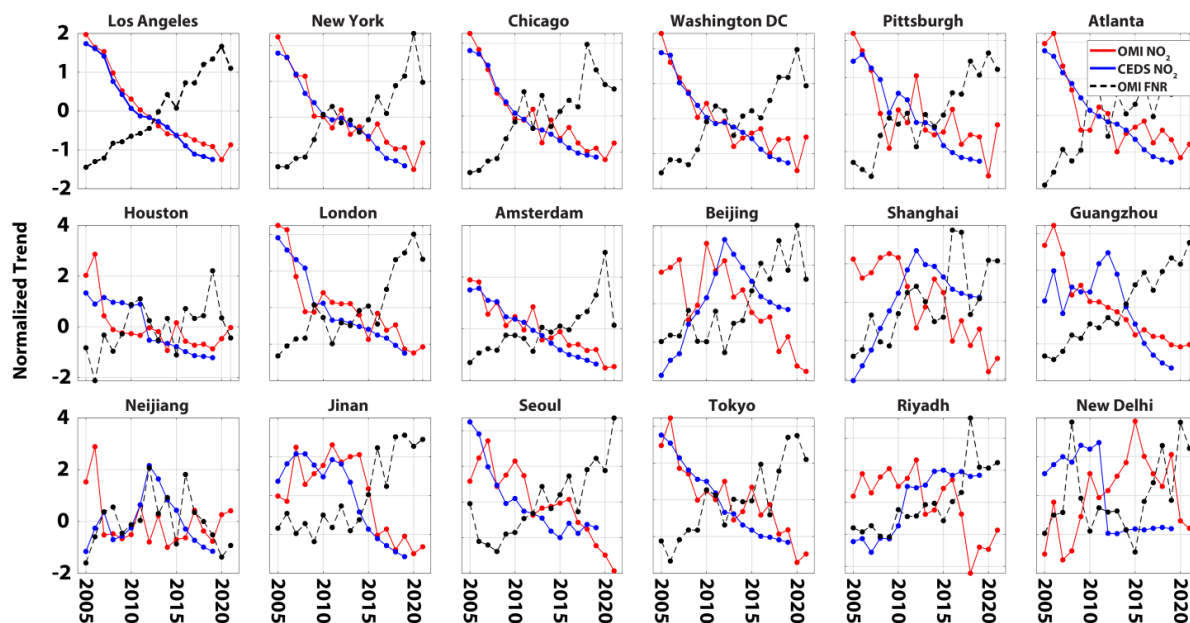 Los Angeles New York Chicago Washington DC Pittsburgh Atlanta
2
1
0
-1
-2
OMI NO2
CEDS NO2
OMI FNR
Houston London Amsterdam Beijing Shanghai Guangzhou
Normalized Trend
4
2
0
-2
Neijiang Jinan Seoul Tokyo Riyadh New Delhi
4
2
0
-2
2005 2010 2015 2020 2005 2010 2015 2020 2005 2010 2015 2020 2005 2010 2015 2020 2005 2010 2015 2020 2005 2010 2015 2020